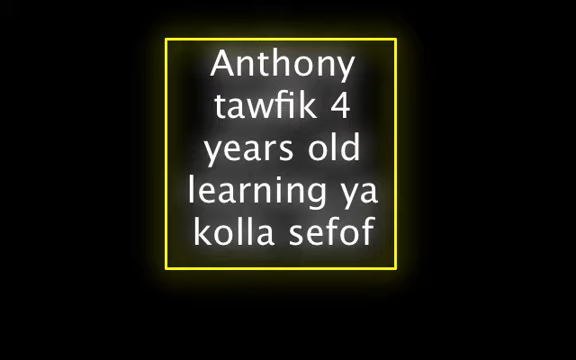 Anthony
tawfik 4
years old
learning ya
kolla sefof